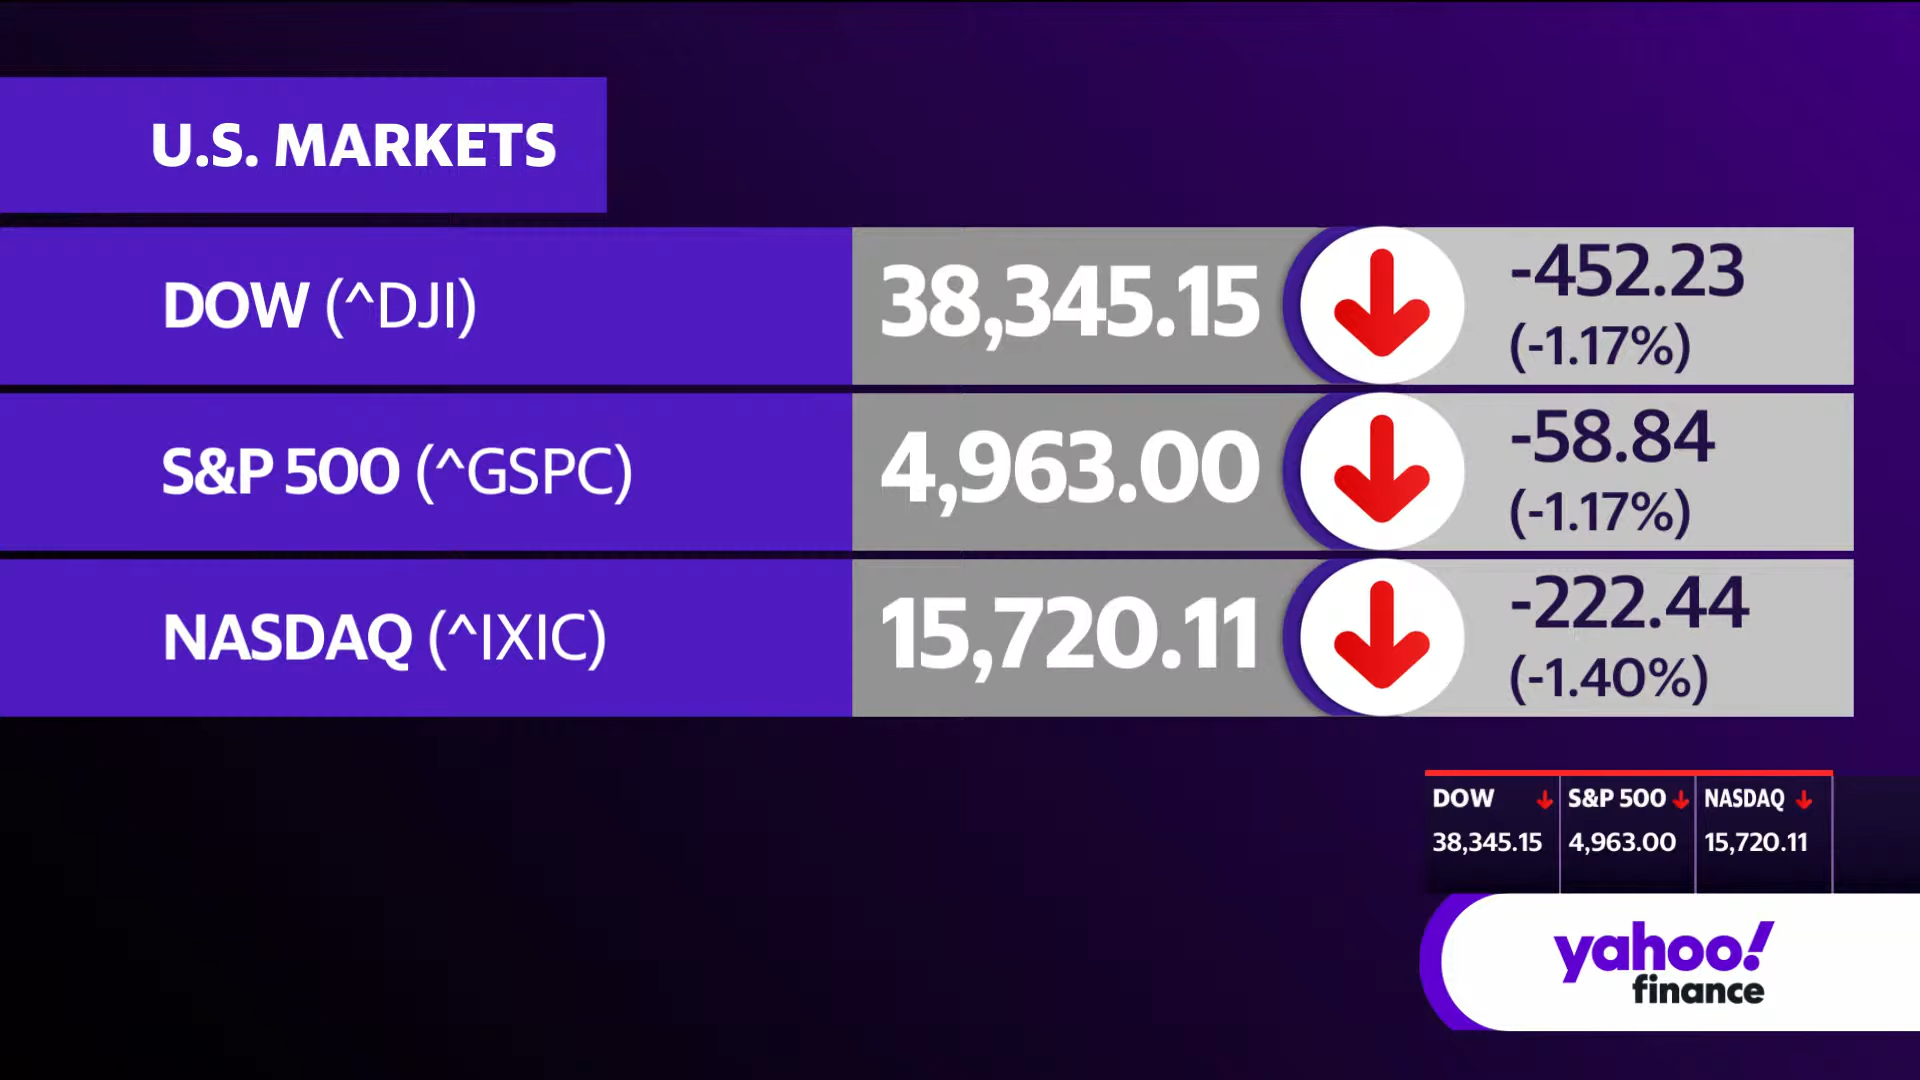 U.S. MARKETS
DOW (^DJI) 38,345.15 -452.23
(-1.17%)
S&P 500 (^GSPC) 4,963.00 -58.84
(-1.17%)
NASDAQ (^IXIC) 15,720.11 -222.44
(-1.40%)
DOW S&P 500 NASDAQ
38,345.15 4,963.00 15,720.11
yahoo!
finance